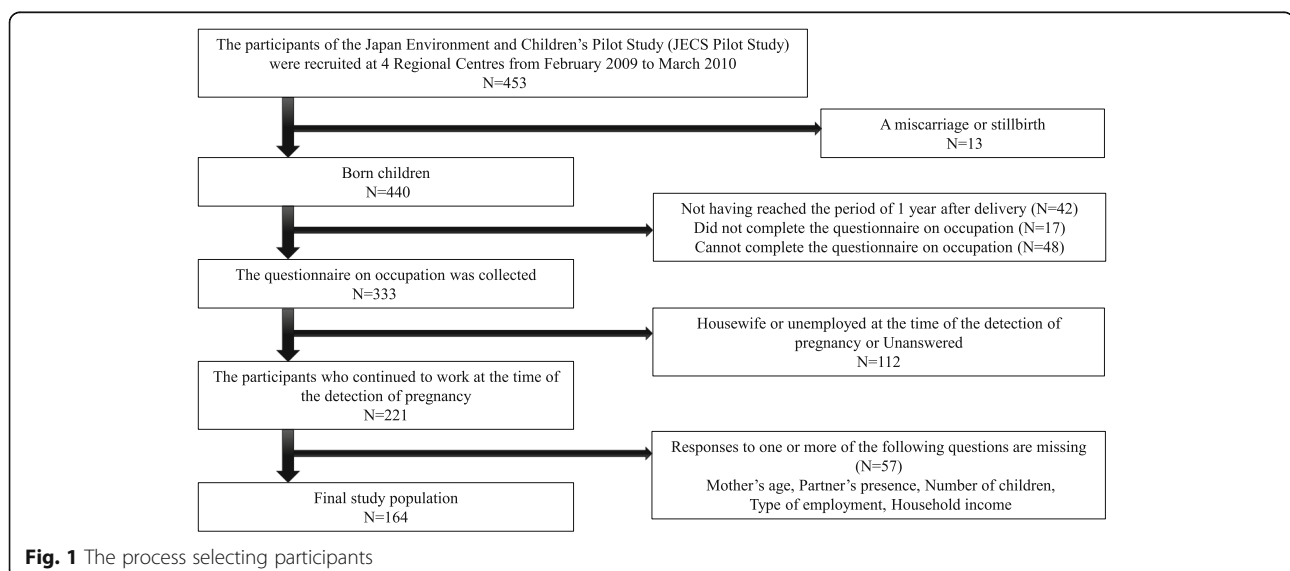 The participants of the Japan Environment and Children's Pilot Study (JECS Pilot Study)
were recruited at 4 Regional Centres from February 2009 to March 2010
N=453
A miscarriage or stillbirth
N=13
Born children
N=440
Not having reached the period of 1 year after delivery (N=42)
Did not complete the questionnaire on occupation (N=17)
Cannot complete the questionnaire on occupation (N=48)
The questionnaire on occupation was collected
N=333
Housewife or unemployed at the time of the detection of
pregnancy or Unanswered
N=112
The participants who continued to work at the time of
the detection of pregnancy
N=221
Responses to one or more of the following questions are missing
(N=57)
Mother's age, Partner's presence, Number of children,
Type of employment, Household income
Final study population
N=164
Fig. 1 The process selecting participants